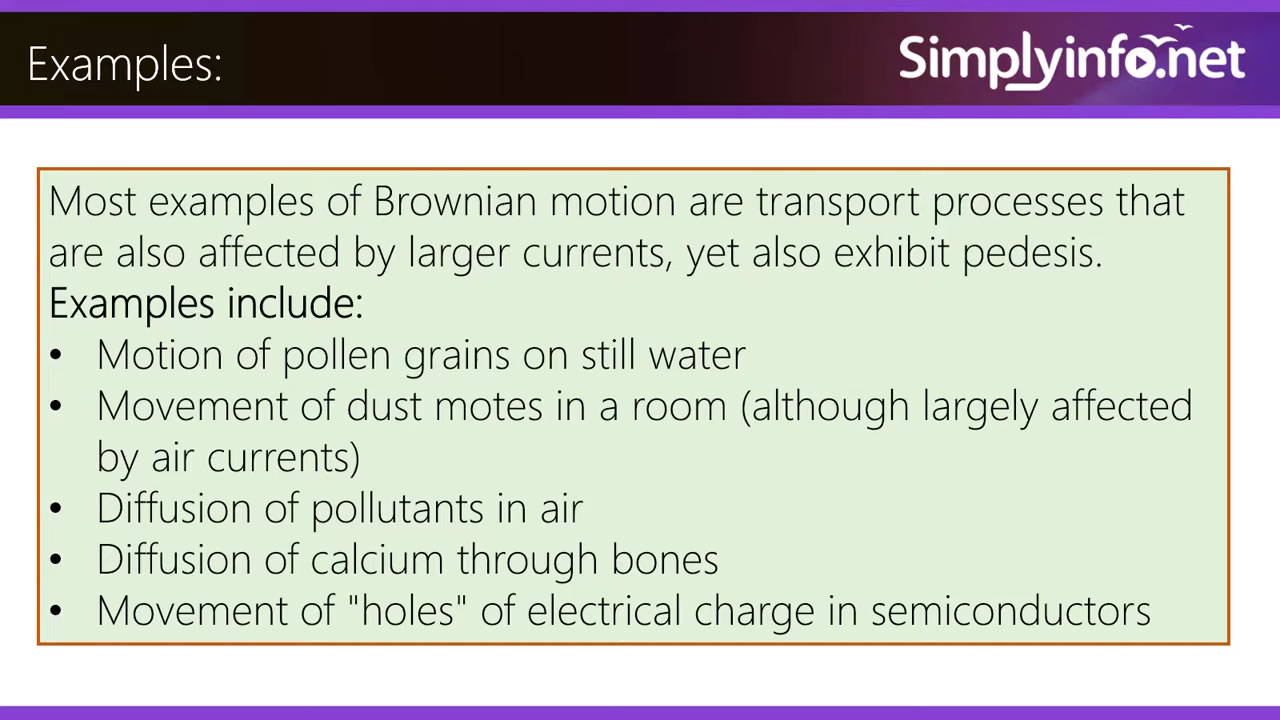 Examples:
Simplyinfo.net
Most examples of Brownian motion are transport processes that
are also affected by larger currents, yet also exhibit pedesis.
Examples include:
• Motion of pollen grains on still water
• Movement of dust motes in a room (although largely affected
by air currents)
• Diffusion of pollutants in air
• Diffusion of calcium through bones
• Movement of "holes" of electrical charge in semiconductors